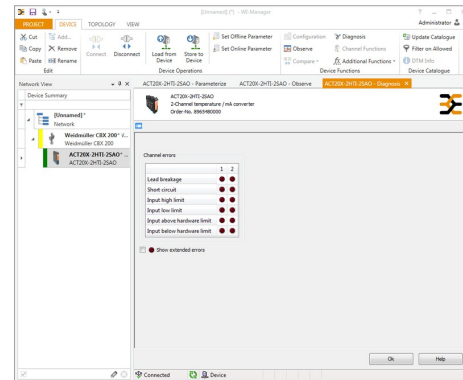 [Unnamed] (*) - WI-Manager
PROJECT DEVICE TOPOLOGY VIEW
Administrator
Cut Add...
Copy Remove
Paste Rename
Edit
Connect Disconnect
Load from Device Store to Device
Set Offline Parameter
Set Online Parameter
Device Operations
Configuration Diagnosis
Observe Channel Functions
Compare Additional Functions
Device Functions
Update Catalogue
Filter on Allowed
DTM Info
Device Catalogue
Network View
Device Summary
[Unnamed]*
Network
Weidmüller CBX 200*
Weidmüller CBX 200
ACT20X-2HTI-2SAO*
ACT20X-2HTI-2SAO
ACT20X-2HTI-2SAO - Parameterize ACT20X-2HTI-2SAO - Observe ACT20X-2HTI-2SAO - Diagnosis
ACT20X-2HTI-2SAO
2-Channel temperature / mA converter
Order-No. 8965480000
Channel errors
1 2
Lead breakage
Short circuit
Input high limit
Input low limit
Input above hardware limit
Input below hardware limit
Show extended errors
Ok Help
Connected Device